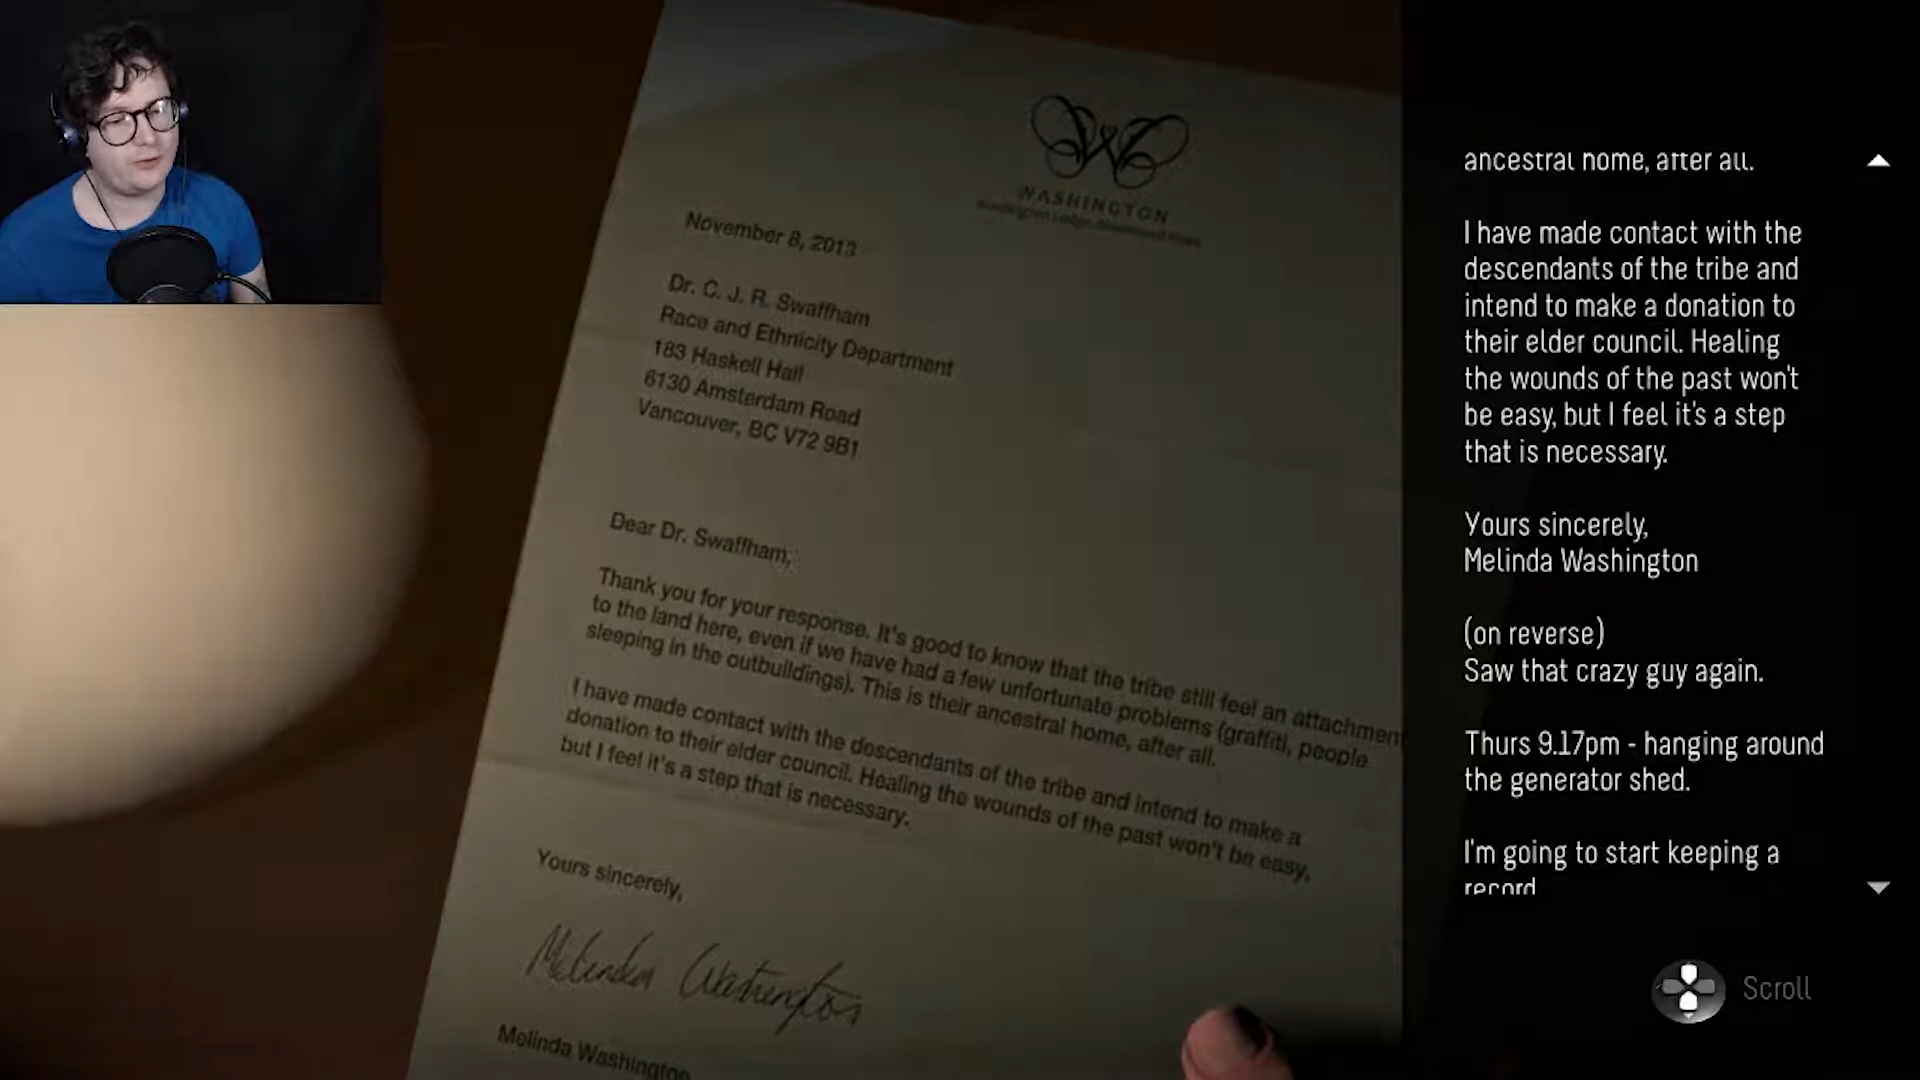 WASHINGTON
November 8, 2013
Dr. C. J. R. Swaffham
Race and Ethnicity Department
183 Haskell Hall
6130 Amsterdam Road
Vancouver, BC V72 9B1
Dear Dr. Swaffham,
Thank you for your response. It's good to know that the tribe still feel an attachment
to the land here, even if we have had a few unfortunate problems (graffiti, people
sleeping in the outbuildings). This is their ancestral home, after all.
I have made contact with the descendants of the tribe and intend to make a
donation to their elder council. Healing the wounds of the past won't be easy,
but I feel it's a step that is necessary.
Yours sincerely,
Melinda Washington
Melinda Washington
ancestral home, after all.
I have made contact with the
descendants of the tribe and
intend to make a donation to
their elder council. Healing
the wounds of the past won't
be easy, but I feel it's a step
that is necessary.
Yours sincerely,
Melinda Washington
(on reverse)
Saw that crazy guy again.
Thurs 9.17pm - hanging around
the generator shed.
I'm going to start keeping a
record
Scroll